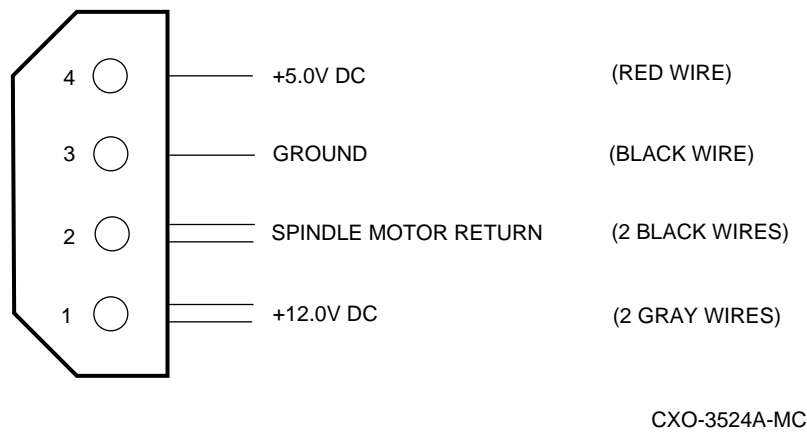 4 +5.0V DC (RED WIRE)
3 GROUND (BLACK WIRE)
2 SPINDLE MOTOR RETURN (2 BLACK WIRES)
1 +12.0V DC (2 GRAY WIRES)
CXO-3524A-MC